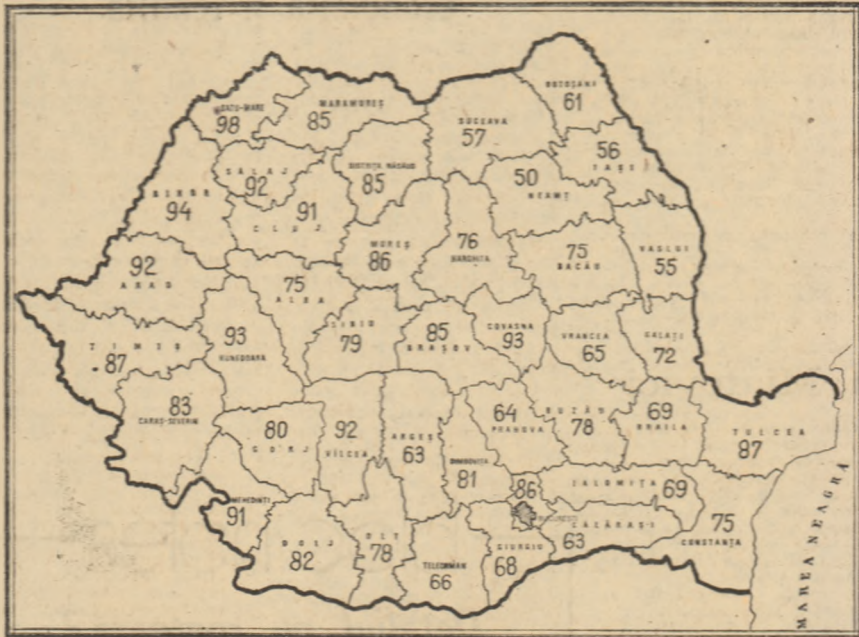 BOTOȘANI
61
SATU-MARE
98
MARAMUREȘ
85
SUCEAVA
57
56
IAȘI
SĂLAJ
92
BISTRIȚA NĂSĂUD
85
50
NEAMȚ
BIHOR
94
91
CLUJ
MUREȘ
86
76
HARGHITA
75
BACĂU
VASLUI
55
92
ARAD
75
ALBA
93
HUNEDOARA
SIBIU
79
85
BRAȘOV
COVASNA
93
VRANCEA
65
GALAȚI
72
TIMIȘ
87
83
CARAȘ-SEVERIN
80
GORJ
92
VÎLCEA
ARGEȘ
63
64
PRAHOVA
BUZĂU
78
69
BRAILA
TULCEA
87
DIMBOVIȚA
81
86
IALOMIȚA 69
BUCUREȘTI
MEHEDINȚI
91
DOLJ
82
OLT
78
TELEORMAN
66
GIURGIU
68
CĂLĂRAȘI
63
75
CONSTANȚA
MAREA NEAGRA